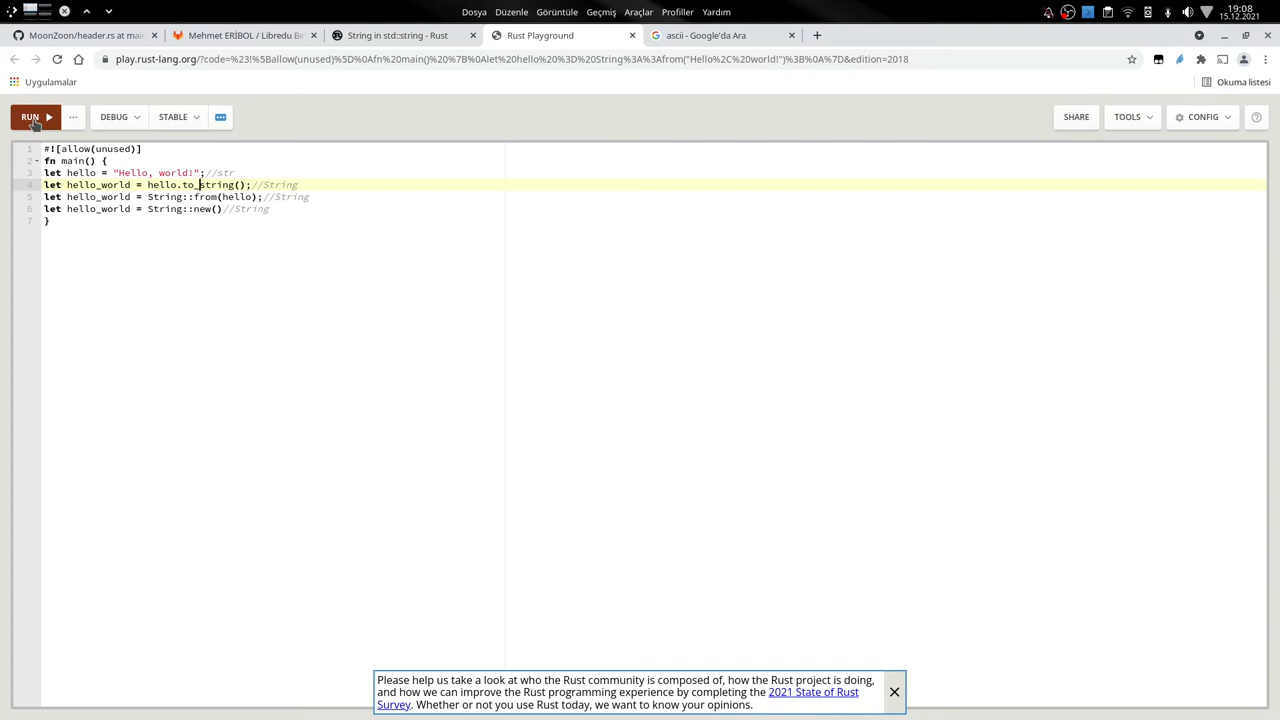 Dosya Düzenle Görüntüle Geçmiş Araçlar Profiller Yardım
19:08
15.12.2021
MoonZoon/header.rs at mai
Mehmet ERİBOL / Libredu Be
String in std::string - Rust
Rust Playground
ascii - Google'da Ara
play.rust-lang.org/?code=%23!%5Ballow(unused)%5D%0Afn%20main()%20%7B%0Alet%20hello%20%3D%20String%3A%3Afrom("Hello%2C%20world!")%3B%0A%7D&edition=2018
Uygulamalar
Okuma listesi
RUN
DEBUG
STABLE
SHARE
TOOLS
CONFIG
1 #![allow(unused)]
2 fn main() {
3 let hello = "Hello, world!";//str
4 let hello_world = hello.to_string();//String
5 let hello_world = String::from(hello);//String
6 let hello_world = String::new()//String
7 }
Please help us take a look at who the Rust community is composed of, how the Rust project is doing,
and how we can improve the Rust programming experience by completing the 2021 State of Rust
Survey. Whether or not you use Rust today, we want to know your opinions.